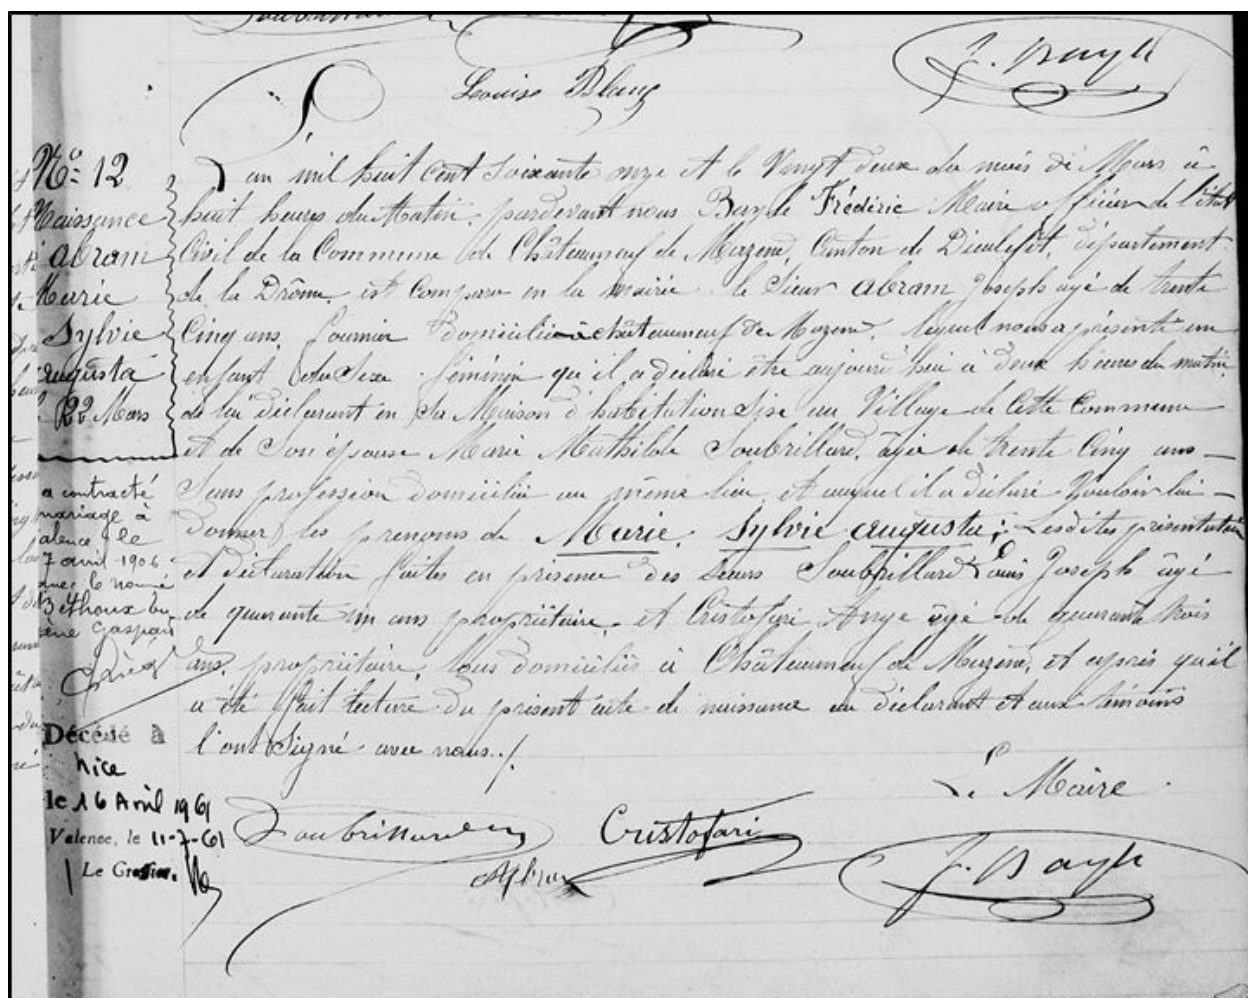 Louise Blanc
F. Bayle
No 12
Naissance
abram
Marie
Sylvie
augusta
22 Mars
a contracté
mariage à
Valence le
7 avril 1906
avec le nommé
Béthoux Eu
gène Gaspar
Décédé à
Nice
le 16 Avril 1961
Valence, le 11-7-61
Le Greffier.
L'an mil huit cent soixante onze et le Vingt deux du mois de Mars à
huit heures du Matin, pardevant nous Bayle Frédéric Maire officier de l'état
Civil de la Commune de Châteauneuf de Mazenc, Canton de Dieulefit, département
de la Drôme, est Comparu en la mairie le Sieur abram Joseph agé de trente
Cinq ans, fournier domicilié à châteauneuf de Mazenc, lequel nous a présenté un
enfant du Sexe féminin qu'il a déclaré être aujourd'hui à deux heures du matin
de lui déclarant en sa Maison d'habitation Sise au Village de Cette Commune
et de Son épouse Marie Mathilde Soubrillard, âgée de trente Cinq ans —
Sans profession domiciliée au même lieu, et auquel il a déclaré Vouloir lui —
donner les prénoms de Marie Sylvie augusta; Lesdites présentation
et déclaration faites en présence des Sieurs Soubrillard Louis Joseph âgé
de quarante un ans propriétaire, et Cristofari Ange âgé de quarante trois
ans, propriétaire, tous domiciliés à Châteauneuf de Mazenc, et après qu'il
a été fait lecture du présent acte de naissance au déclarant et aux témoins
l'ont Signé avec nous./.
Le Maire
Soubrillard Cristofari
Abram F. Bayle